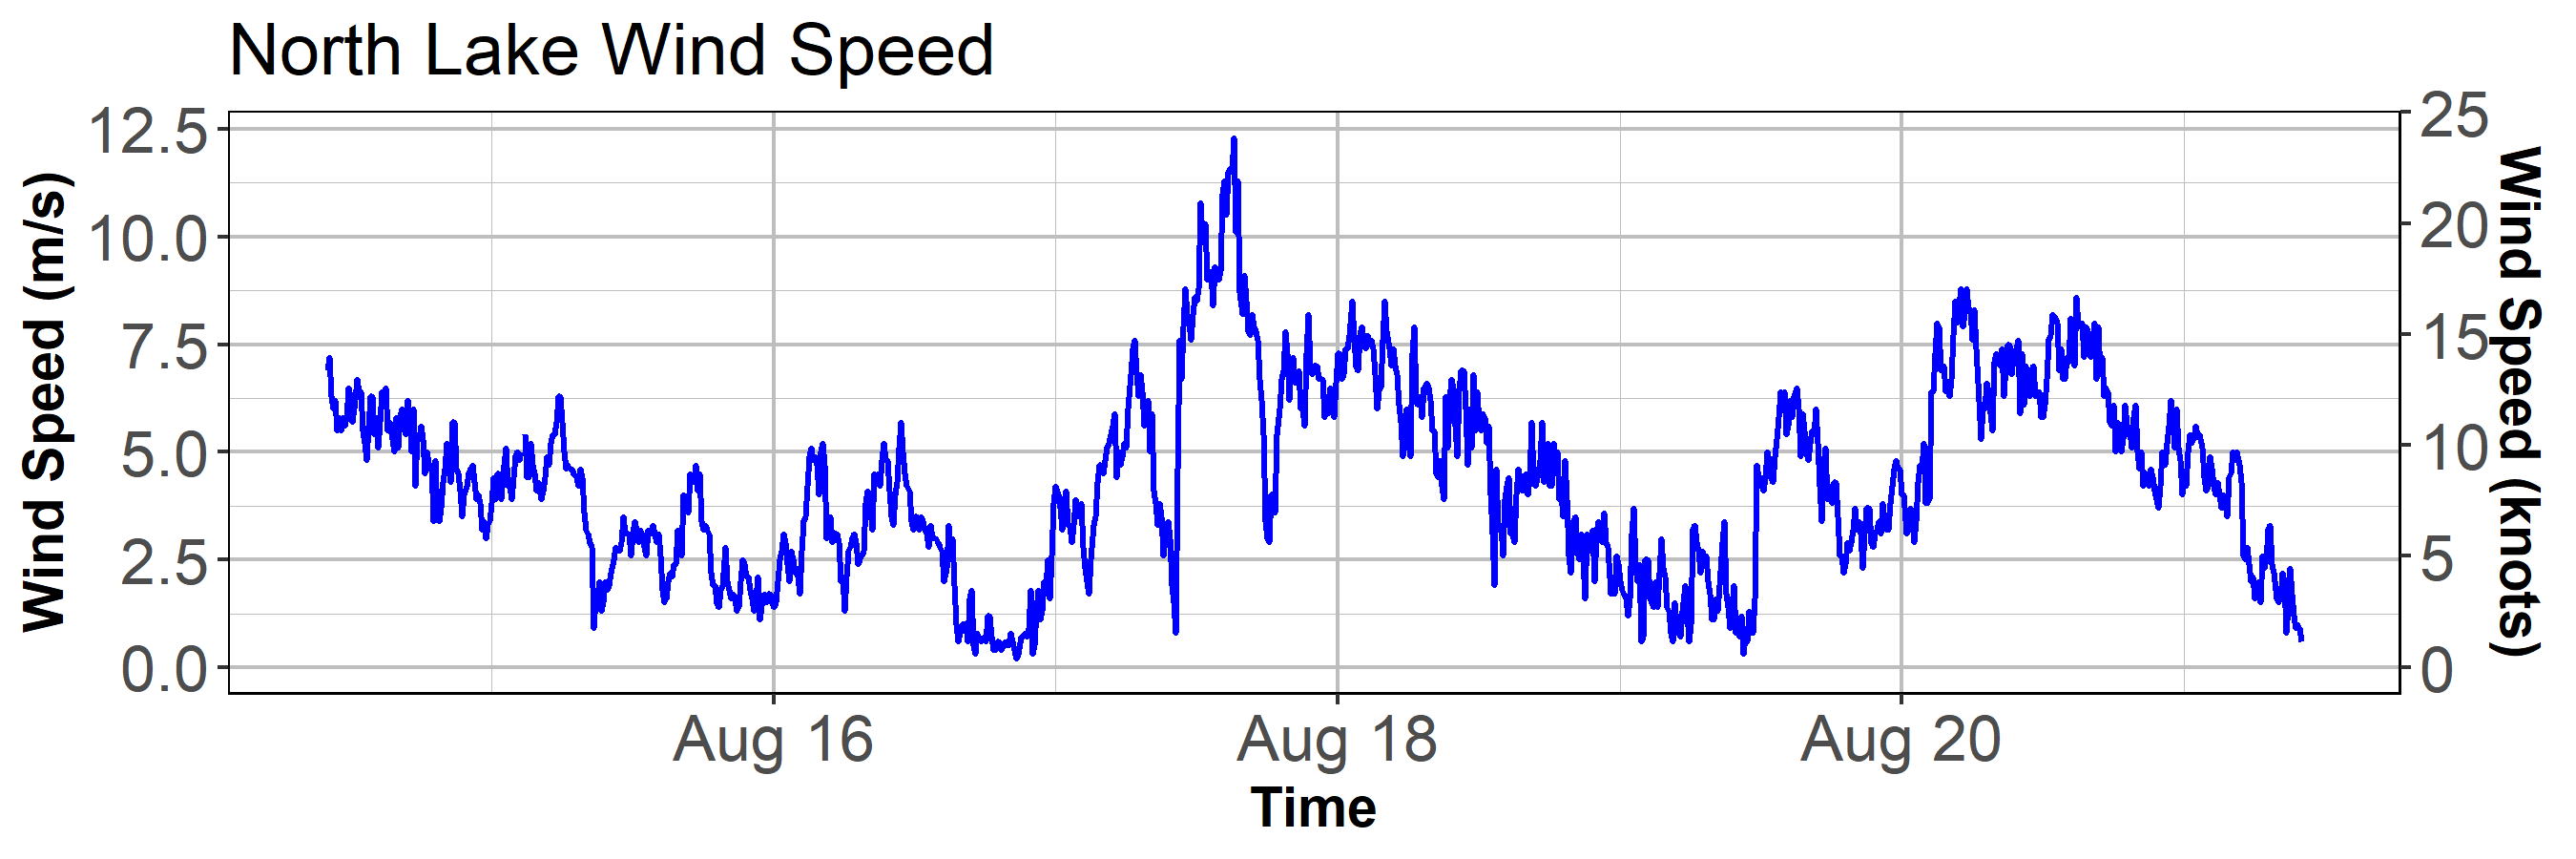 North Lake Wind Speed
Wind Speed (m/s)
12.5
10.0
7.5
5.0
2.5
0.0
25
20
15
10
5
0
Wind Speed (knots)
Aug 16
Aug 18
Aug 20
Time